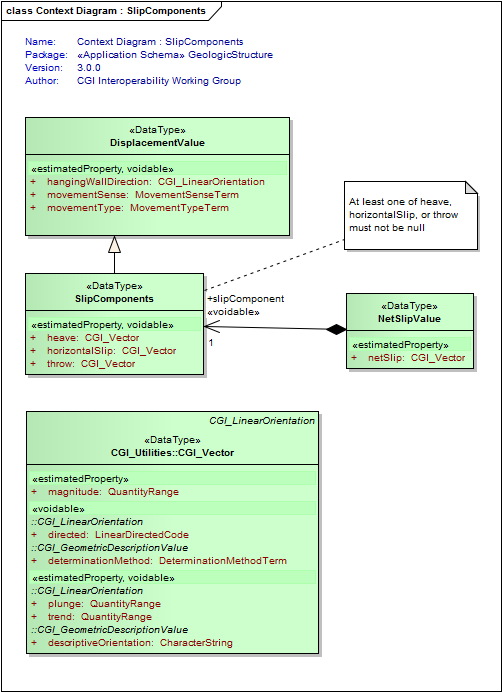 class Context Diagram : SlipComponents
Name: Context Diagram : SlipComponents
Package: «Application Schema» GeologicStructure
Version: 3.0.0
Author: CGI Interoperability Working Group
«DataType»
DisplacementValue
«estimatedProperty, voidable»
+ hangingWallDirection: CGI_LinearOrientation
+ movementSense: MovementSenseTerm
+ movementType: MovementTypeTerm
At least one of heave,
horizontalSlip, or throw
must not be null
«DataType»
SlipComponents
«estimatedProperty, voidable»
+ heave: CGI_Vector
+ horizontalSlip: CGI_Vector
+ throw: CGI_Vector
+slipComponent
«voidable»
1
«DataType»
NetSlipValue
«estimatedProperty»
+ netSlip: CGI_Vector
CGI_LinearOrientation
«DataType»
CGI_Utilities::CGI_Vector
«estimatedProperty»
+ magnitude: QuantityRange
«voidable»
::CGI_LinearOrientation
+ directed: LinearDirectedCode
::CGI_GeometricDescriptionValue
+ determinationMethod: DeterminationMethodTerm
«estimatedProperty, voidable»
::CGI_LinearOrientation
+ plunge: QuantityRange
+ trend: QuantityRange
::CGI_GeometricDescriptionValue
+ descriptiveOrientation: CharacterString